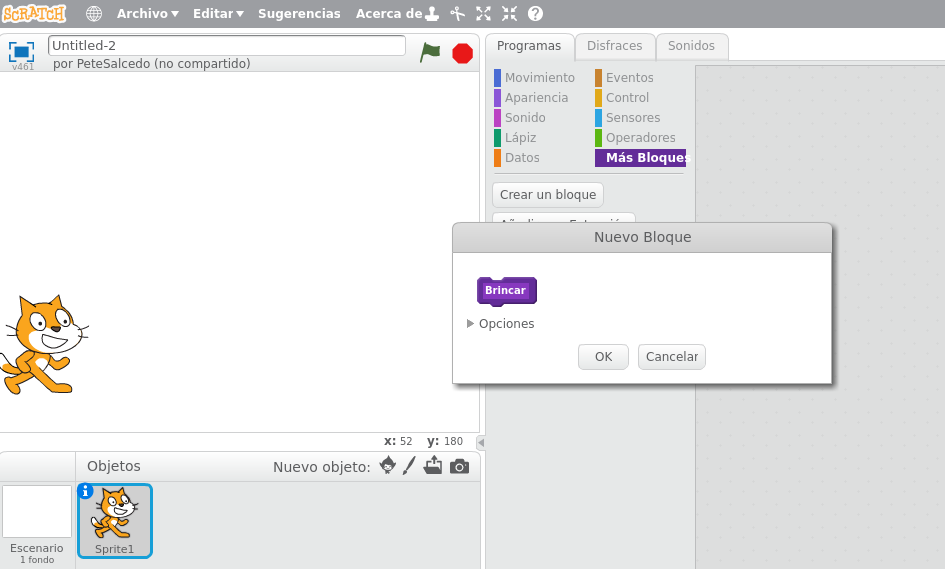 SCRATCH Archivo Editar Sugerencias Acerca de
Untitled-2
por PeteSalcedo (no compartido)
v461
Programas Disfraces Sonidos
Movimiento Eventos
Apariencia Control
Sonido Sensores
Lápiz Operadores
Datos Más Bloques
Crear un bloque
Nuevo Bloque
Brincar
Opciones
OK Cancelar
x: 52 y: 180
Objetos Nuevo objeto:
Escenario
1 fondo
Sprite1